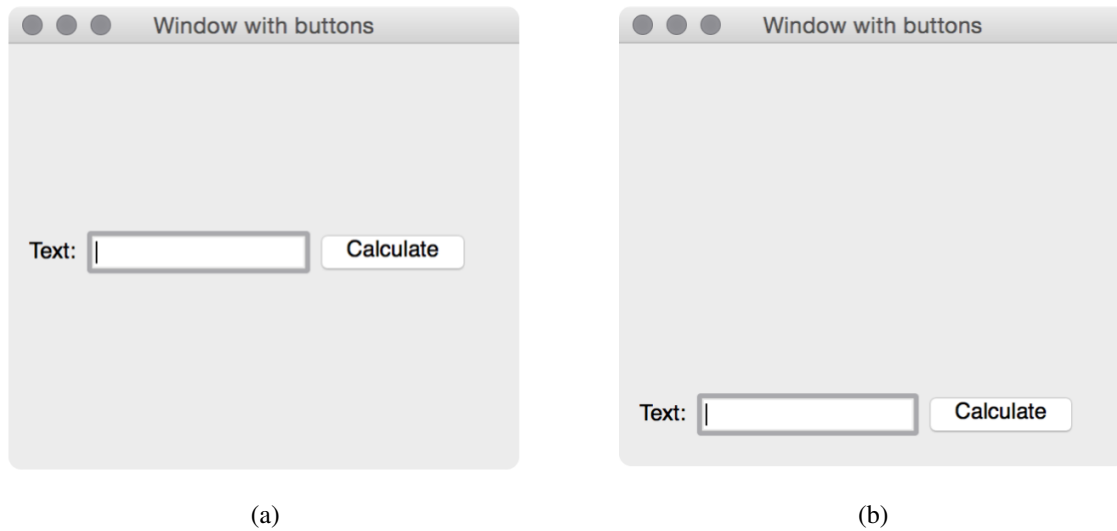 Window with buttons
Text: Calculate
(a)
Window with buttons
Text: Calculate
(b)